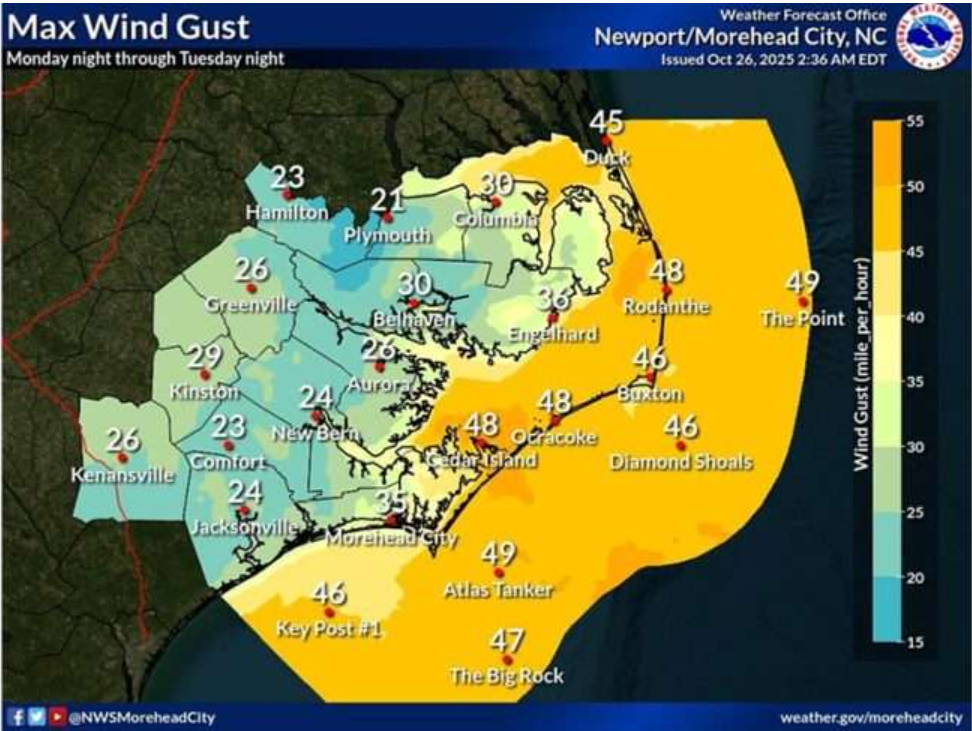 Max Wind Gust
Monday night through Tuesday night
Weather Forecast Office
Newport/Morehead City, NC
Issued Oct 26, 2025 2:36 AM EDT
45
Duck
23
Hamilton
21
Plymouth
30
Columbia
26
Greenville
30
Belhaven
36
Engelhard
48
Rodanthe
49
The Point
29
Kinston
26
Aurora
46
Buxton
24
New Bern
48
Cedar Island
48
Ocracoke
46
Diamond Shoals
26
Kenansville
23
Comfort
24
Jacksonville
35
Morehead City
49
Atlas Tanker
46
Key Post #1
47
The Big Rock
55
50
45
40
35
30
25
20
15
Wind Gust (mile_per_hour)
@NWSMoreheadCity
weather.gov/moreheadcity